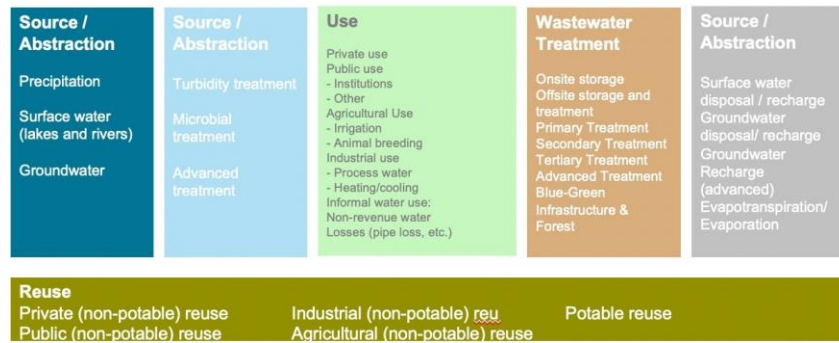 Source /
Abstraction
Precipitation
Surface water
(lakes and rivers)
Groundwater
Source /
Abstraction
Turbidity treatment
Microbial
treatment
Advanced
treatment
Use
Private use
Public use
- Institutions
- Other
Agricultural Use
- Irrigation
- Animal breeding
Industrial use
- Process water
- Heating/cooling
Informal water use:
Non-revenue water
Losses (pipe loss, etc.)
Wastewater
Treatment
Onsite storage
Offsite storage and
treatment
Primary Treatment
Secondary Treatment
Tertiary Treatment
Advanced Treatment
Blue-Green
Infrastructure &
Forest
Source /
Abstraction
Surface water
disposal / recharge
Groundwater
disposal/ recharge
Groundwater
Recharge
(advanced)
Evapotranspiration/
Evaporation
Reuse
Private (non-potable) reuse
Public (non-potable) reuse
Industrial (non-potable) reu
Agricultural (non-potable) reuse
Potable reuse